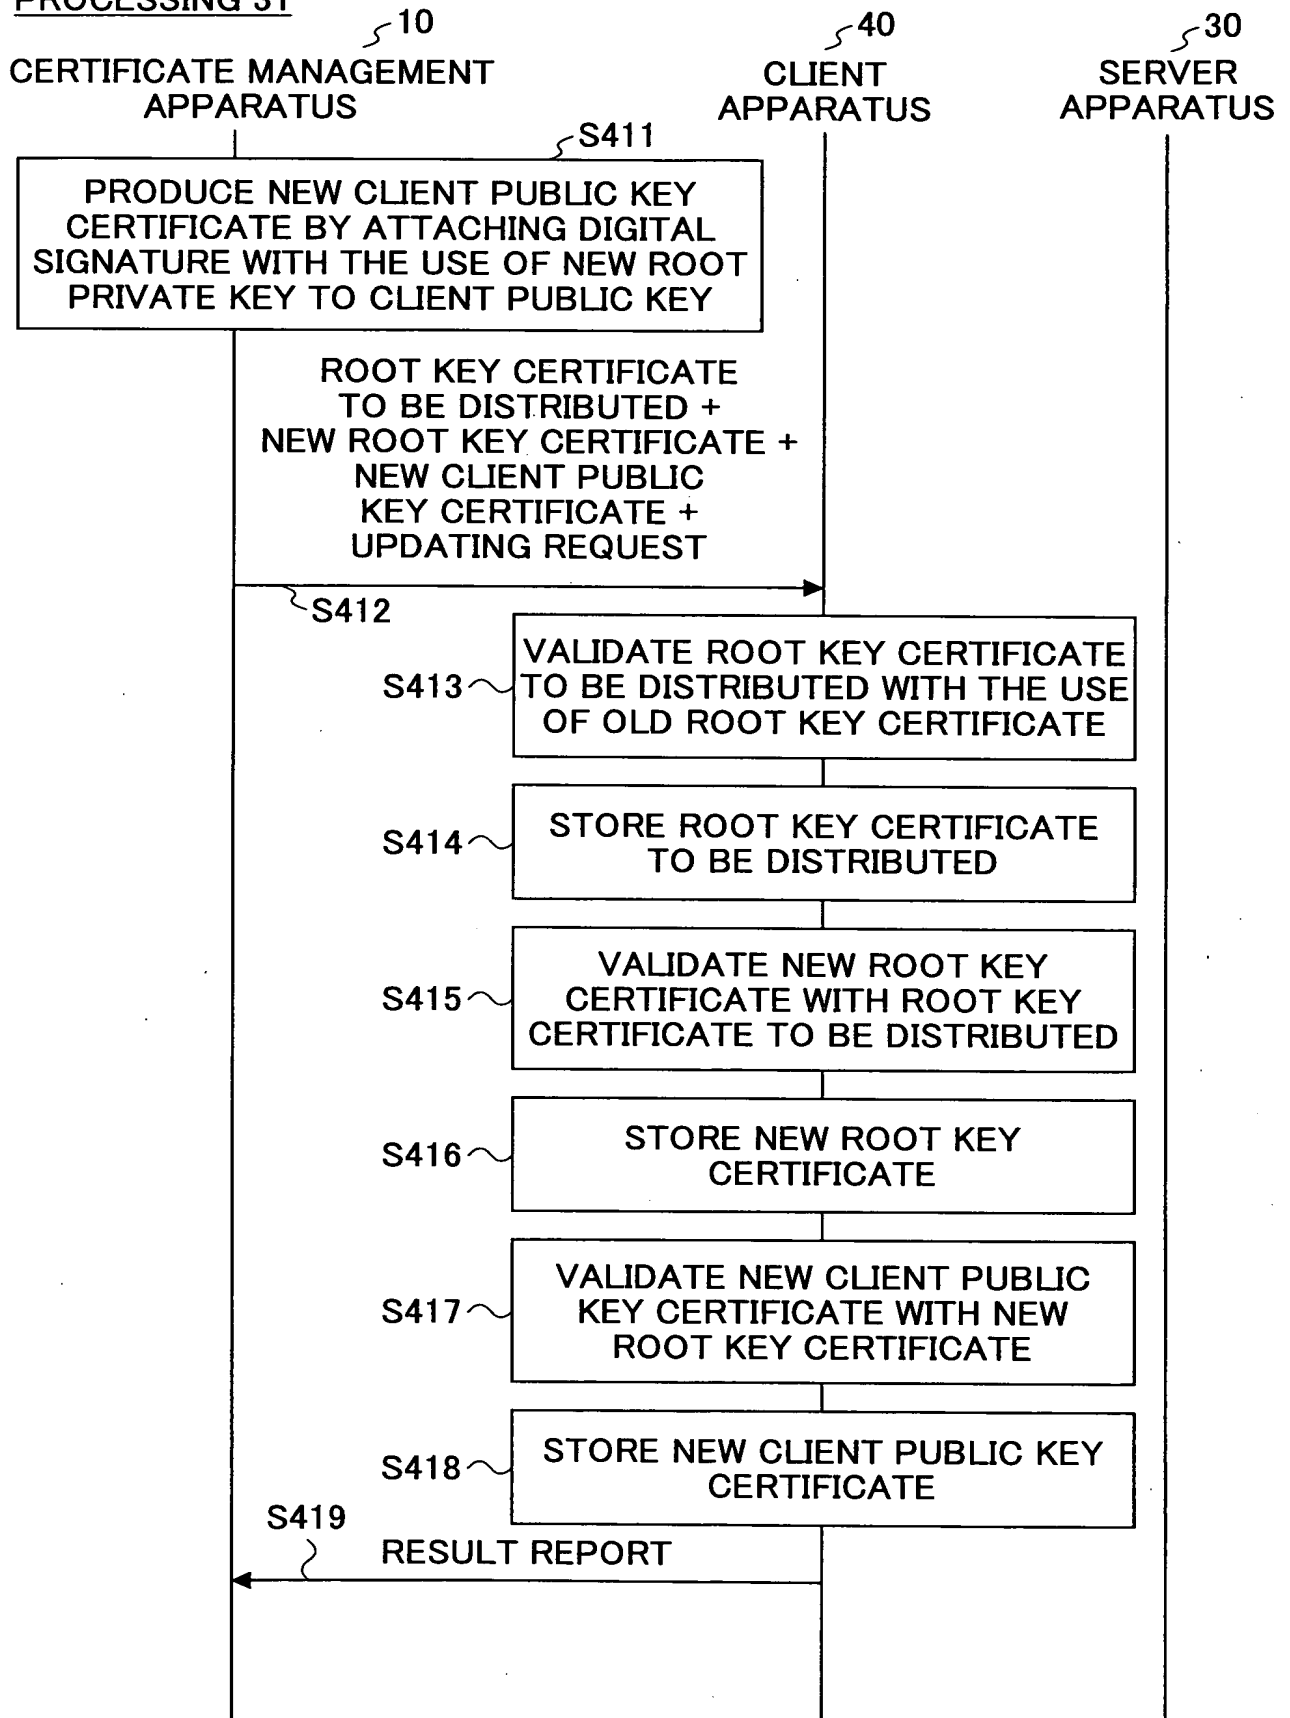 PROCESSING 31
10
40
30
CERTIFICATE MANAGEMENT
APPARATUS
CLIENT
APPARATUS
SERVER
APPARATUS
S411
PRODUCE NEW CLIENT PUBLIC KEY
CERTIFICATE BY ATTACHING DIGITAL
SIGNATURE WITH THE USE OF NEW ROOT
PRIVATE KEY TO CLIENT PUBLIC KEY
ROOT KEY CERTIFICATE
TO BE DISTRIBUTED +
NEW ROOT KEY CERTIFICATE +
NEW CLIENT PUBLIC
KEY CERTIFICATE +
UPDATING REQUEST
S412
S413
VALIDATE ROOT KEY CERTIFICATE
TO BE DISTRIBUTED WITH THE USE
OF OLD ROOT KEY CERTIFICATE
S414
STORE ROOT KEY CERTIFICATE
TO BE DISTRIBUTED
S415
VALIDATE NEW ROOT KEY
CERTIFICATE WITH ROOT KEY
CERTIFICATE TO BE DISTRIBUTED
S416
STORE NEW ROOT KEY
CERTIFICATE
S417
VALIDATE NEW CLIENT PUBLIC
KEY CERTIFICATE WITH NEW
ROOT KEY CERTIFICATE
S418
STORE NEW CLIENT PUBLIC KEY
CERTIFICATE
S419
RESULT REPORT